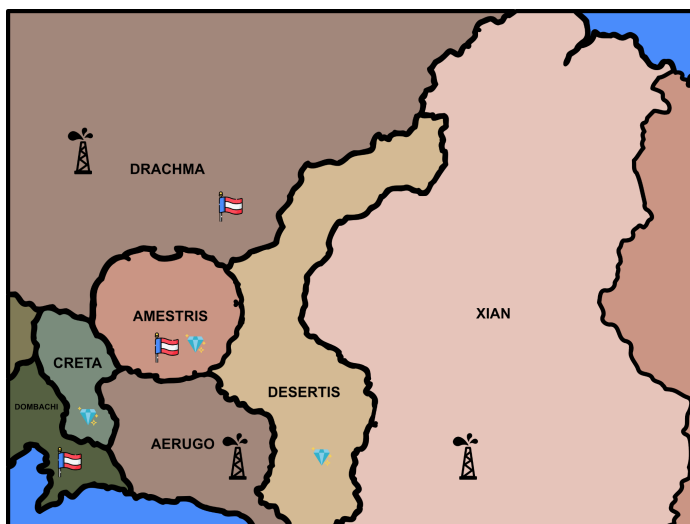 DRACHMA
AMESTRIS
XIAN
CRETA
DESERTIS
DOMBACHI
AERUGO